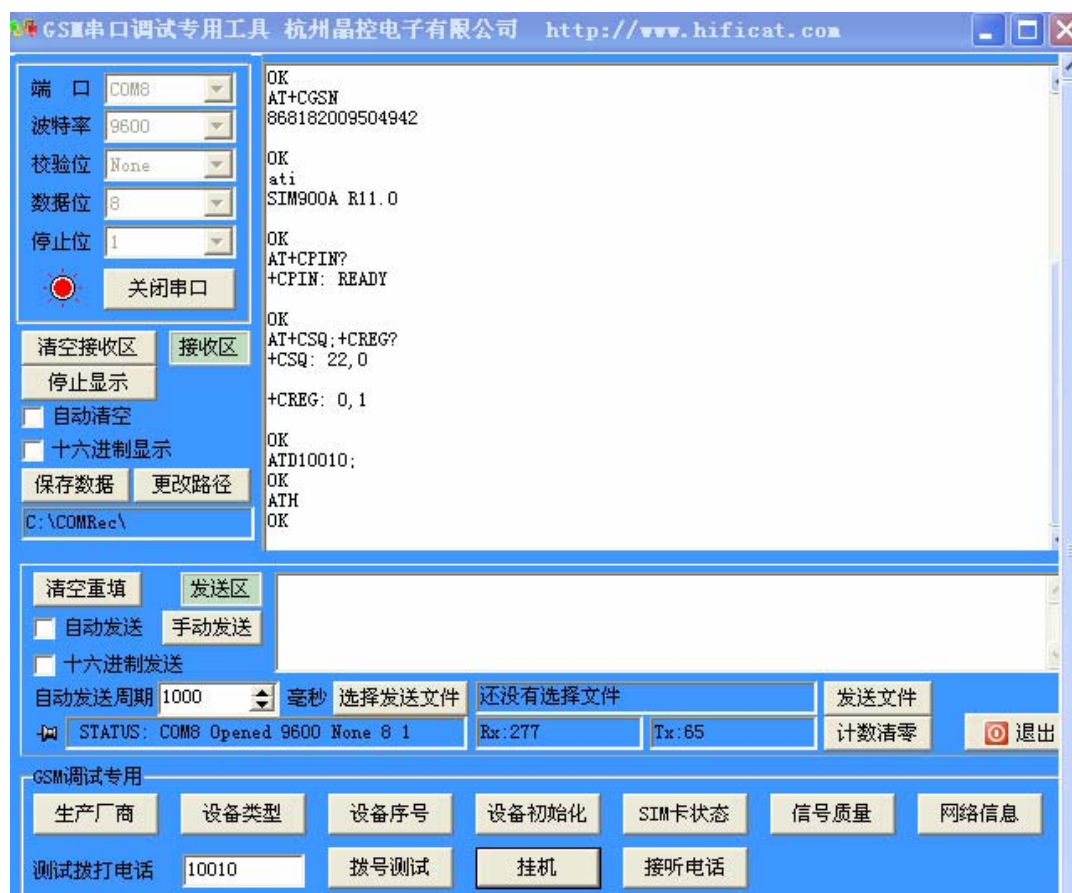 GSM串口调试专用工具 杭州晶控电子有限公司 http://www.hificat.com
端 口 COM8
波特率 9600
校验位 None
数据位 8
停止位 1
关闭串口
清空接收区 接收区
停止显示
自动清空
十六进制显示
保存数据 更改路径
C:\COMRec\
OK
AT+CGSN
868182009504942
OK
ati
SIM900A R11.0
OK
AT+CPIN?
+CPIN: READY
OK
AT+CSQ;+CREG?
+CSQ: 22,0
+CREG: 0,1
OK
ATD10010;
OK
ATH
OK
清空重填 发送区
自动发送 手动发送
十六进制发送
自动发送周期 1000 毫秒 选择发送文件 还没有选择文件 发送文件
STATUS: COM8 Opened 9600 None 8 1 Rx:277 Tx:65 计数清零 退出
GSM调试专用
生产厂商 设备类型 设备序号 设备初始化 SIM卡状态 信号质量 网络信息
测试拨打电话 10010 拨号测试 挂机 接听电话